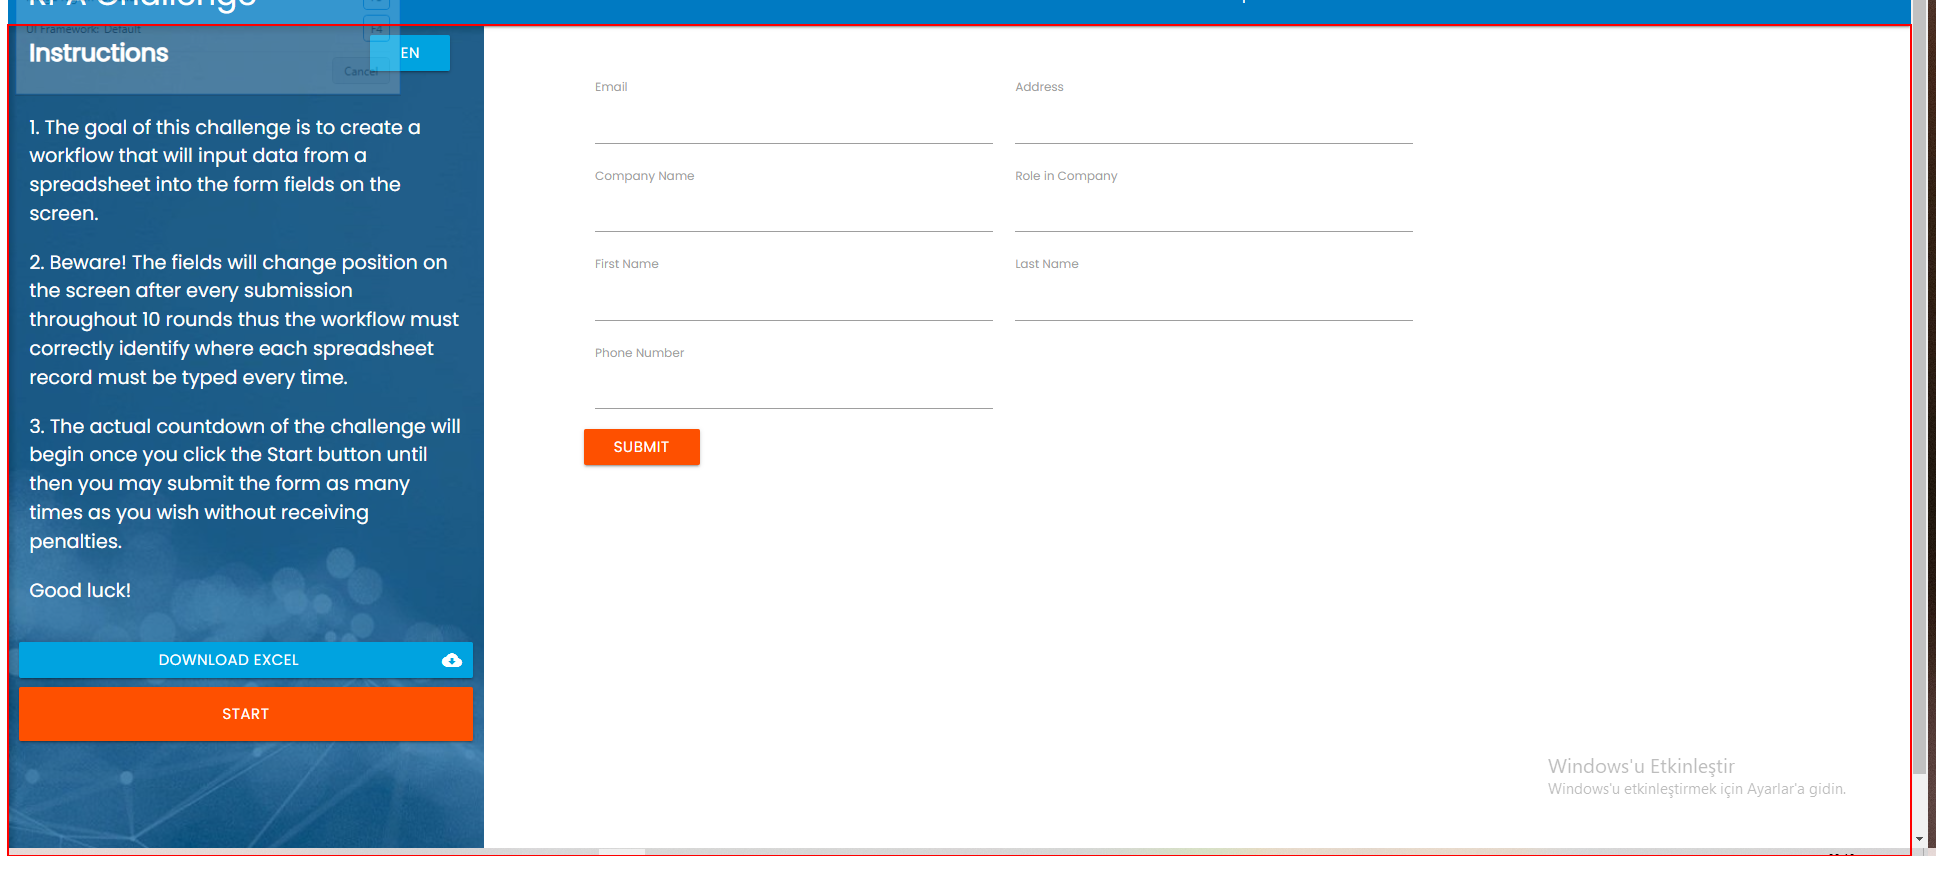 RPA Challenge
UI Framework: Default
F4
Instructions
EN
Cancel
1. The goal of this challenge is to create a
workflow that will input data from a
spreadsheet into the form fields on the
screen.
2. Beware! The fields will change position on
the screen after every submission
throughout 10 rounds thus the workflow must
correctly identify where each spreadsheet
record must be typed every time.
3. The actual countdown of the challenge will
begin once you click the Start button until
then you may submit the form as many
times as you wish without receiving
penalties.
Good luck!
DOWNLOAD EXCEL
START
Email
Address
Company Name
Role in Company
First Name
Last Name
Phone Number
SUBMIT
Windows'u Etkinleştir
Windows'u etkinleştirmek için Ayarlar'a gidin.